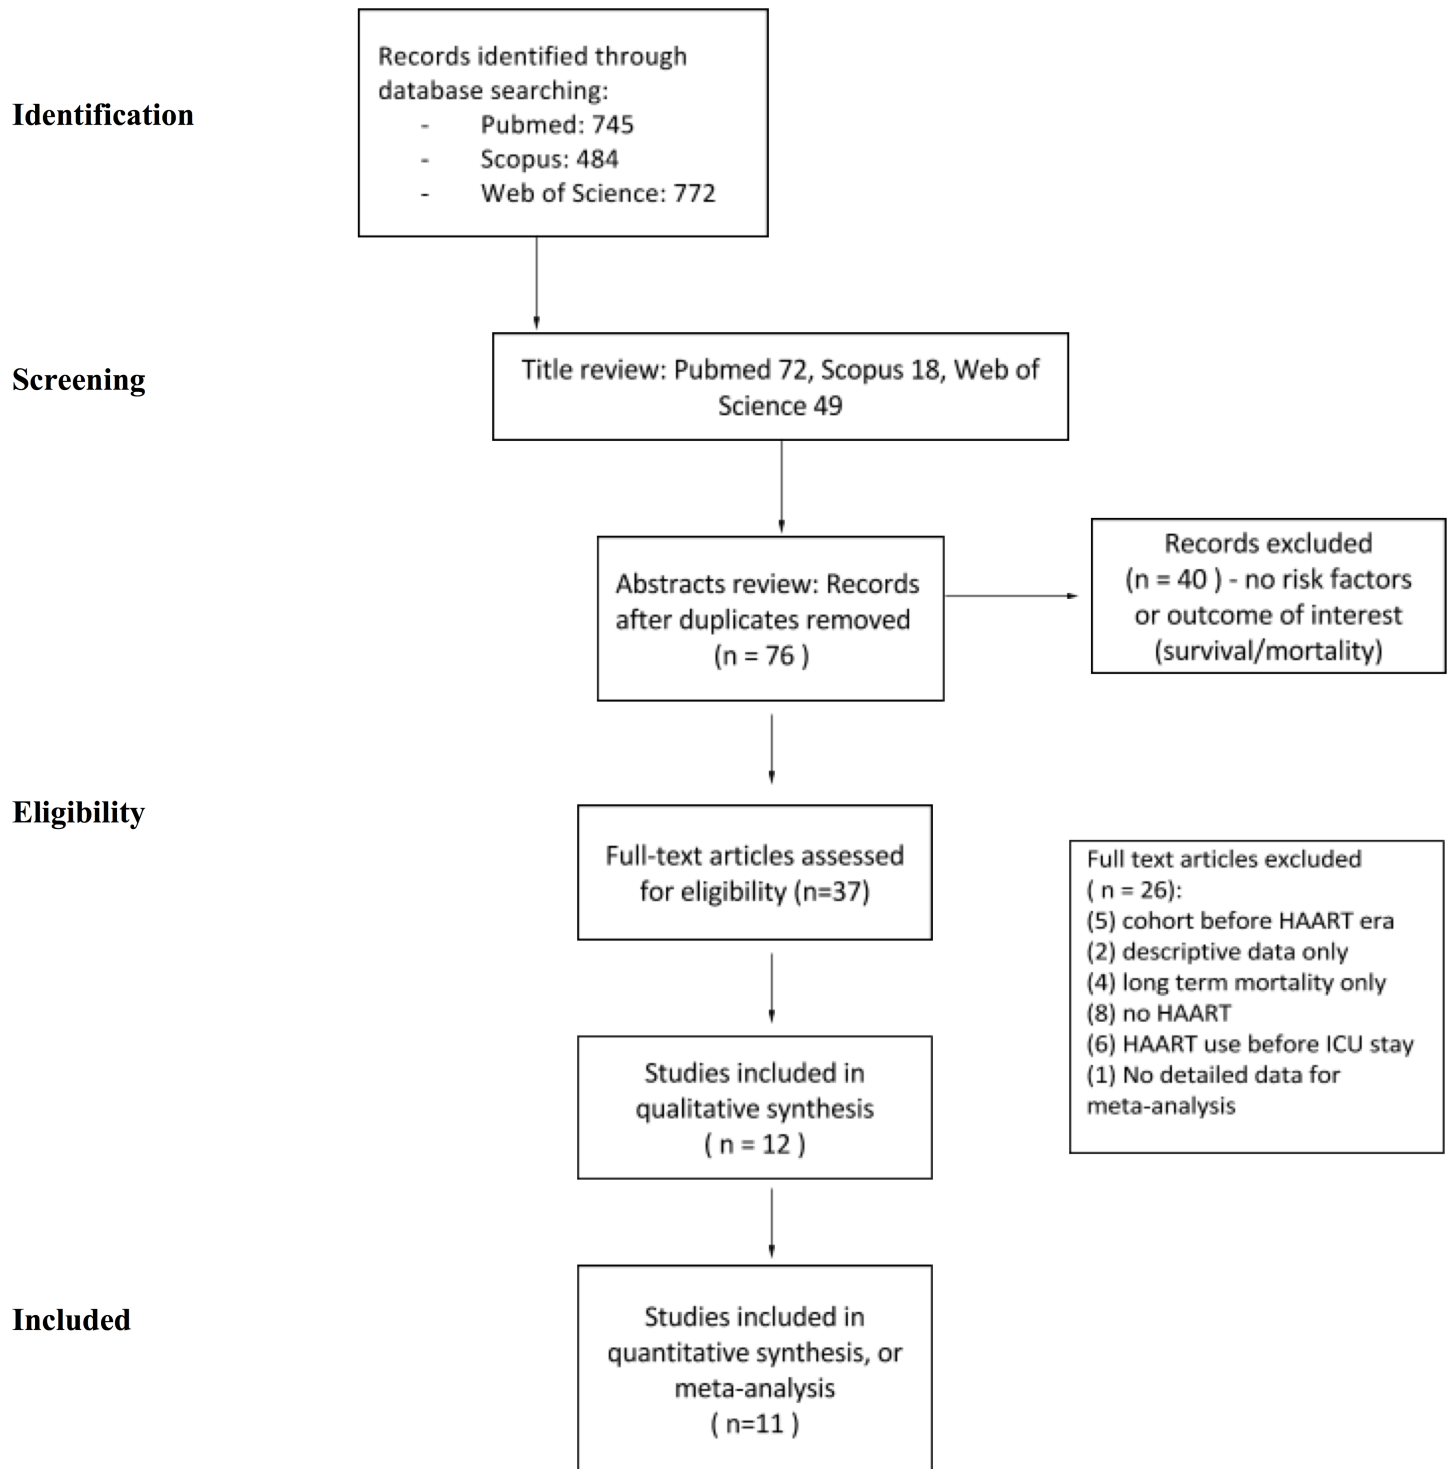 Identification
Records identified through
database searching:
- Pubmed: 745
- Scopus: 484
- Web of Science: 772
Screening
Title review: Pubmed 72, Scopus 18, Web of
Science 49
Abstracts review: Records
after duplicates removed
(n = 76 )
Records excluded
(n = 40 ) - no risk factors
or outcome of interest
(survival/mortality)
Eligibility
Full-text articles assessed
for eligibility (n=37)
Full text articles excluded
( n = 26):
(5) cohort before HAART era
(2) descriptive data only
(4) long term mortality only
(8) no HAART
(6) HAART use before ICU stay
(1) No detailed data for
meta-analysis
Studies included in
qualitative synthesis
( n = 12 )
Included
Studies included in
quantitative synthesis, or
meta-analysis
( n=11 )